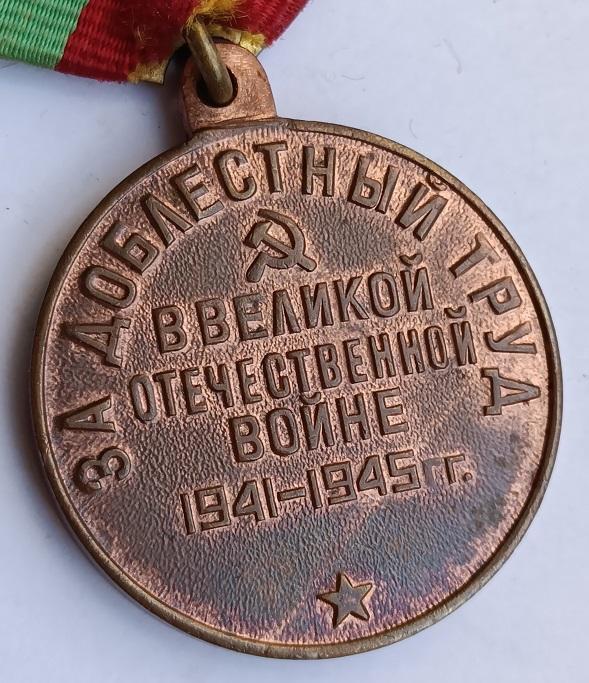 ЗА ДОБЛЕСТНЫЙ ТРУД
В ВЕЛИКОЙ
ОТЕЧЕСТВЕННОЙ
ВОЙНЕ
1941-1945 гг.